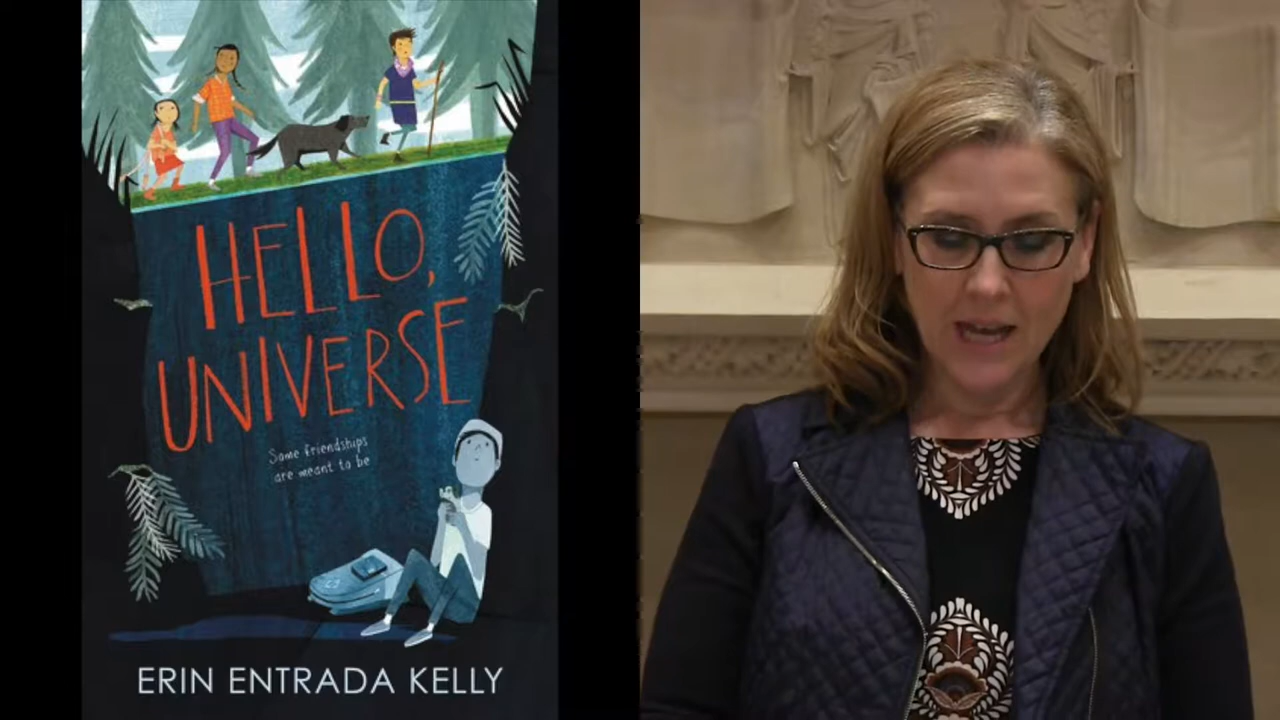 HELLO,
UNIVERSE
Some friendships
are meant to be
ERIN ENTRADA KELLY